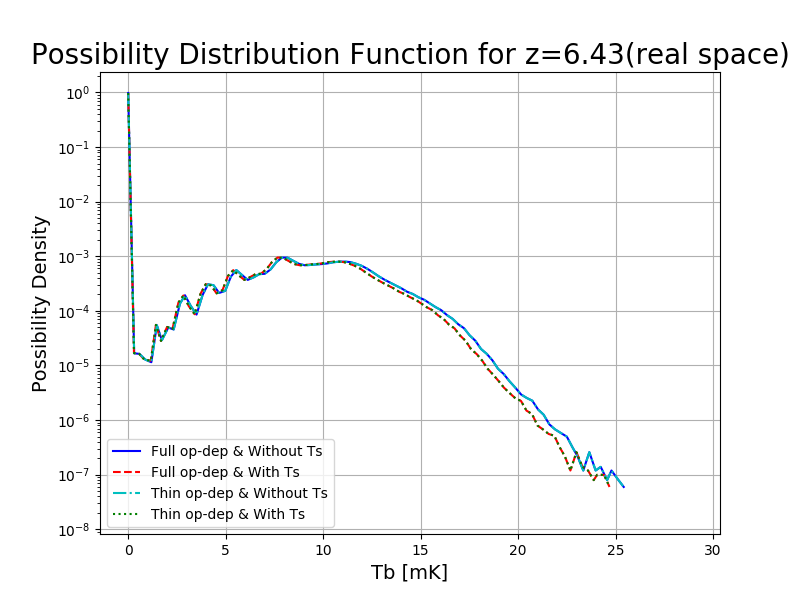 Possibility Distribution Function for z=6.43(real space)
Possibility Density
10⁰
10⁻¹
10⁻²
10⁻³
10⁻⁴
10⁻⁵
10⁻⁶
10⁻⁷
10⁻⁸
Full op-dep & Without Ts
Full op-dep & With Ts
Thin op-dep & Without Ts
Thin op-dep & With Ts
0 5 10 15 20 25 30
Tb [mK]